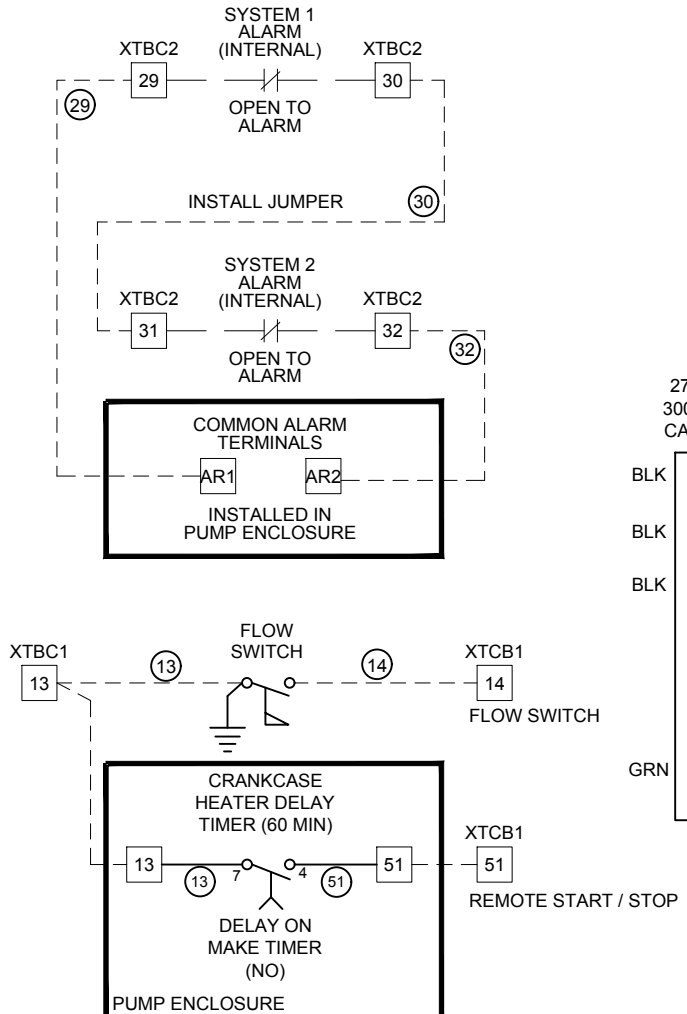 SYSTEM 1
ALARM
(INTERNAL)
XTBC2
XTBC2
29
30
29
OPEN TO
ALARM
INSTALL JUMPER
30
SYSTEM 2
ALARM
(INTERNAL)
XTBC2
XTBC2
31
32
32
OPEN TO
ALARM
COMMON ALARM
TERMINALS
AR1
AR2
INSTALLED IN
PUMP ENCLOSURE
27
300
CA
BLK
BLK
BLK
GRN
FLOW
SWITCH
XTBC1
XTCB1
13
13
14
14
FLOW SWITCH
CRANKCASE
HEATER DELAY
TIMER (60 MIN)
XTCB1
13
13
7
4
51
51
51
REMOTE START / STOP
DELAY ON
MAKE TIMER
(NO)
PUMP ENCLOSURE